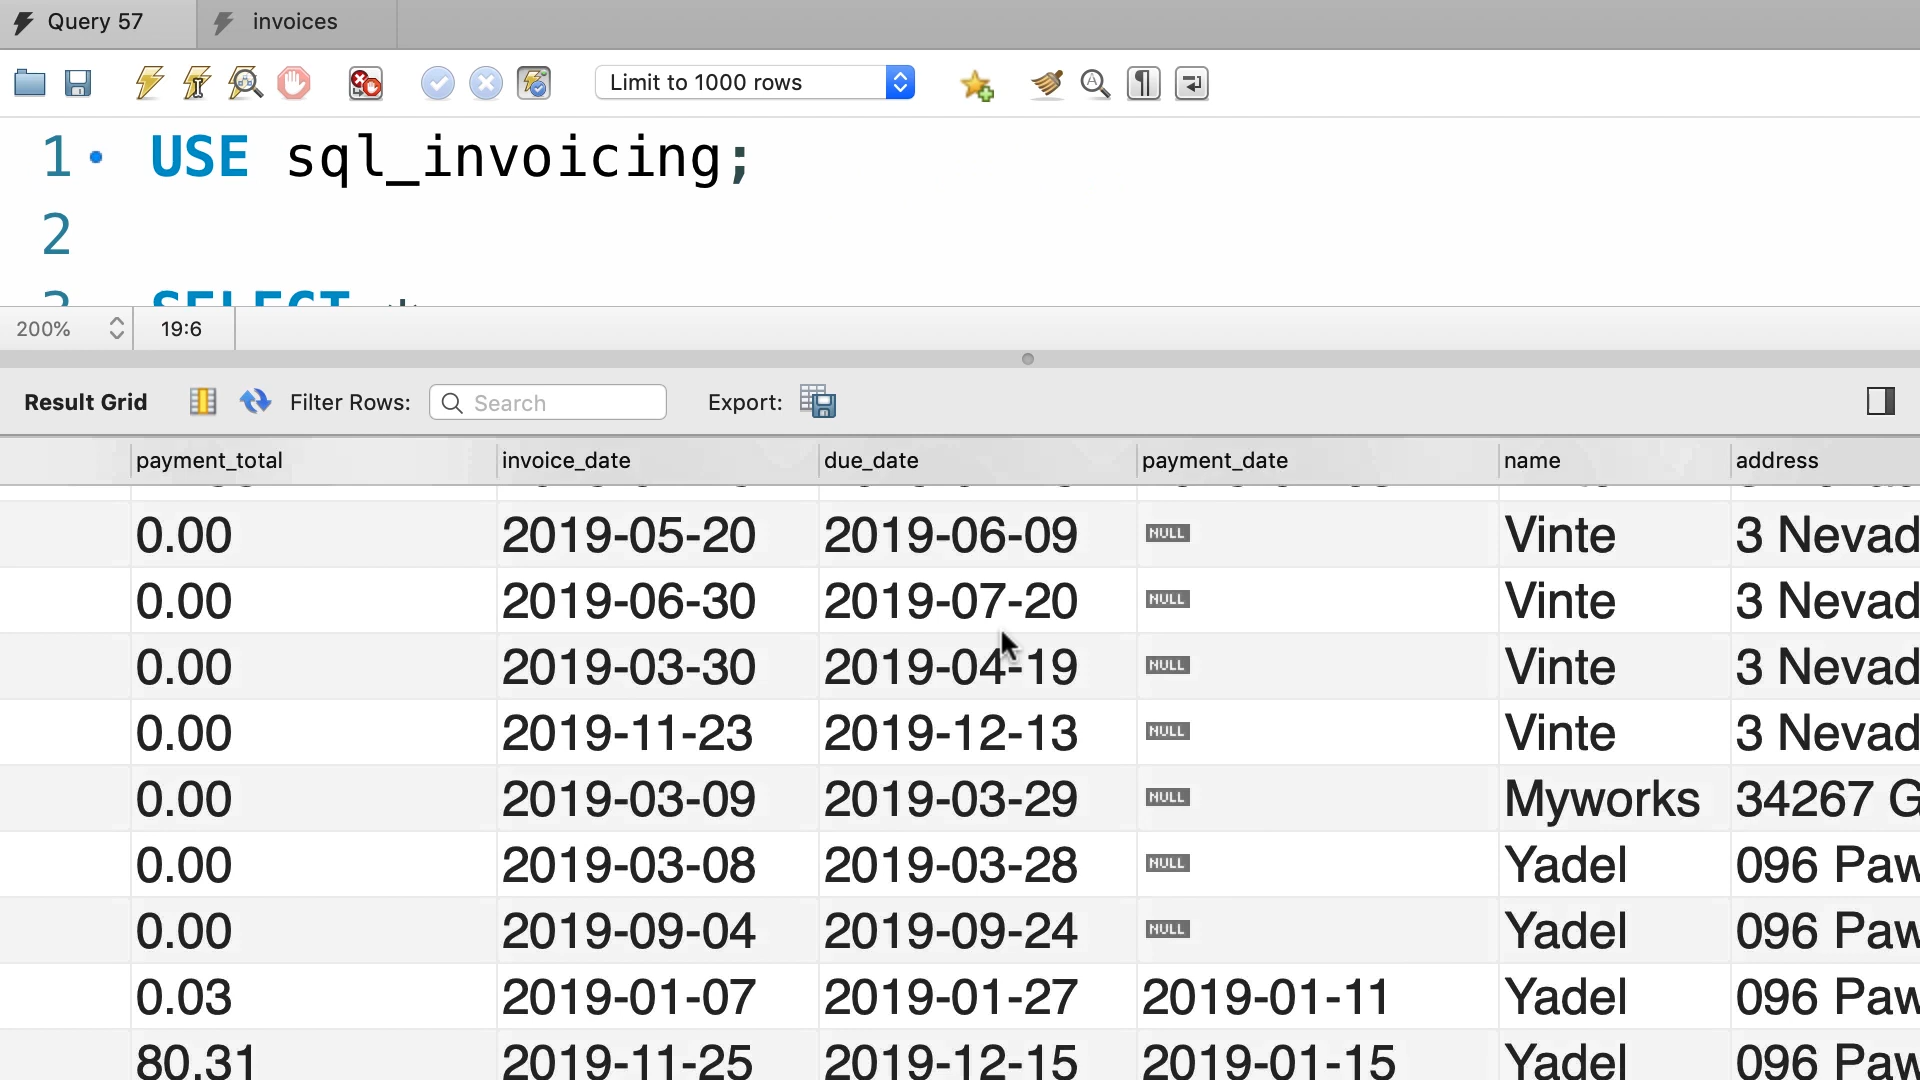 Query 57 invoices
Limit to 1000 rows
1 USE sql_invoicing;
2
3 SELECT *
200% 19:6
Result Grid Filter Rows: Search Export:
payment_total invoice_date due_date payment_date name address
0.00 2019-05-20 2019-06-09 NULL Vinte 3 Nevad
0.00 2019-06-30 2019-07-20 NULL Vinte 3 Nevad
0.00 2019-03-30 2019-04-19 NULL Vinte 3 Nevad
0.00 2019-11-23 2019-12-13 NULL Vinte 3 Nevad
0.00 2019-03-09 2019-03-29 NULL Myworks 34267 G
0.00 2019-03-08 2019-03-28 NULL Yadel 096 Paw
0.00 2019-09-04 2019-09-24 NULL Yadel 096 Paw
0.03 2019-01-07 2019-01-27 2019-01-11 Yadel 096 Paw
80.31 2019-11-25 2019-12-15 2019-01-15 Yadel 096 Paw